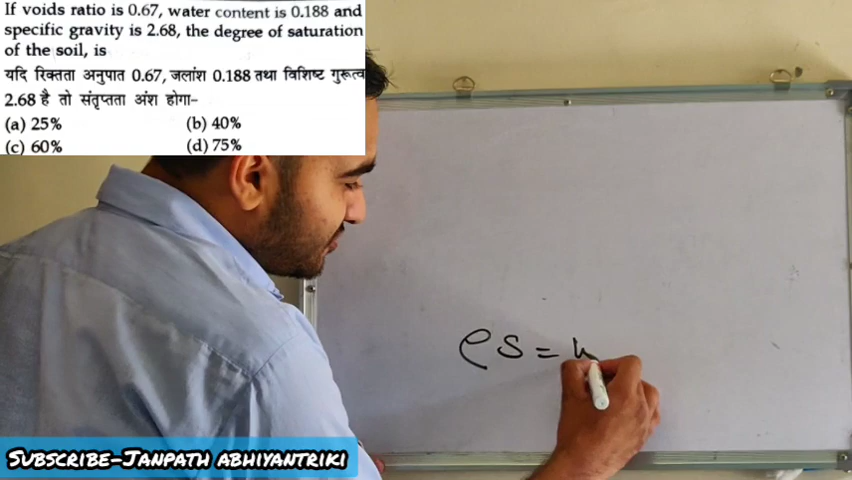 If voids ratio is 0.67, water content is 0.188 and
specific gravity is 2.68, the degree of saturation
of the soil, is
यदि रिक्तता अनुपात 0.67, जलांश 0.188 तथा विशिष्ट गुरूत्व
2.68 है तो संतृप्तता अंश होगा–
(a) 25% (b) 40%
(c) 60% (d) 75%
eS =
SUBSCRIBE-JANPATH ABHIYANTRIKI